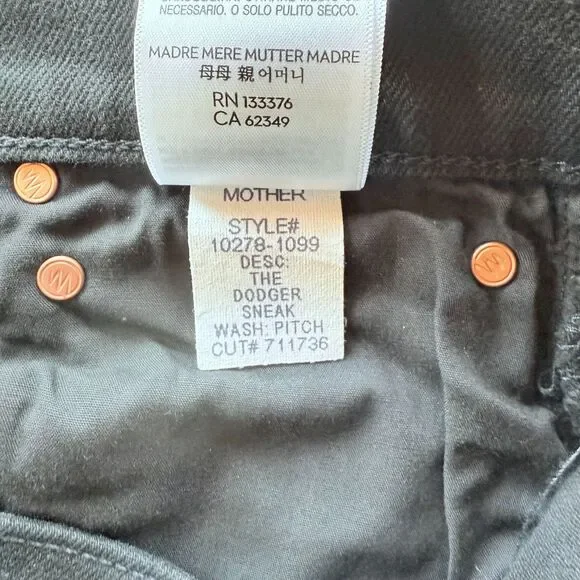 NECESSARIO. O SOLO PULITO SECCO.
MADRE MERE MUTTER MADRE
母母 親 어머니
RN 133376
CA 62349
MOTHER
STYLE#
10278-1099
DESC:
THE
DODGER
SNEAK
WASH: PITCH
CUT# 711736